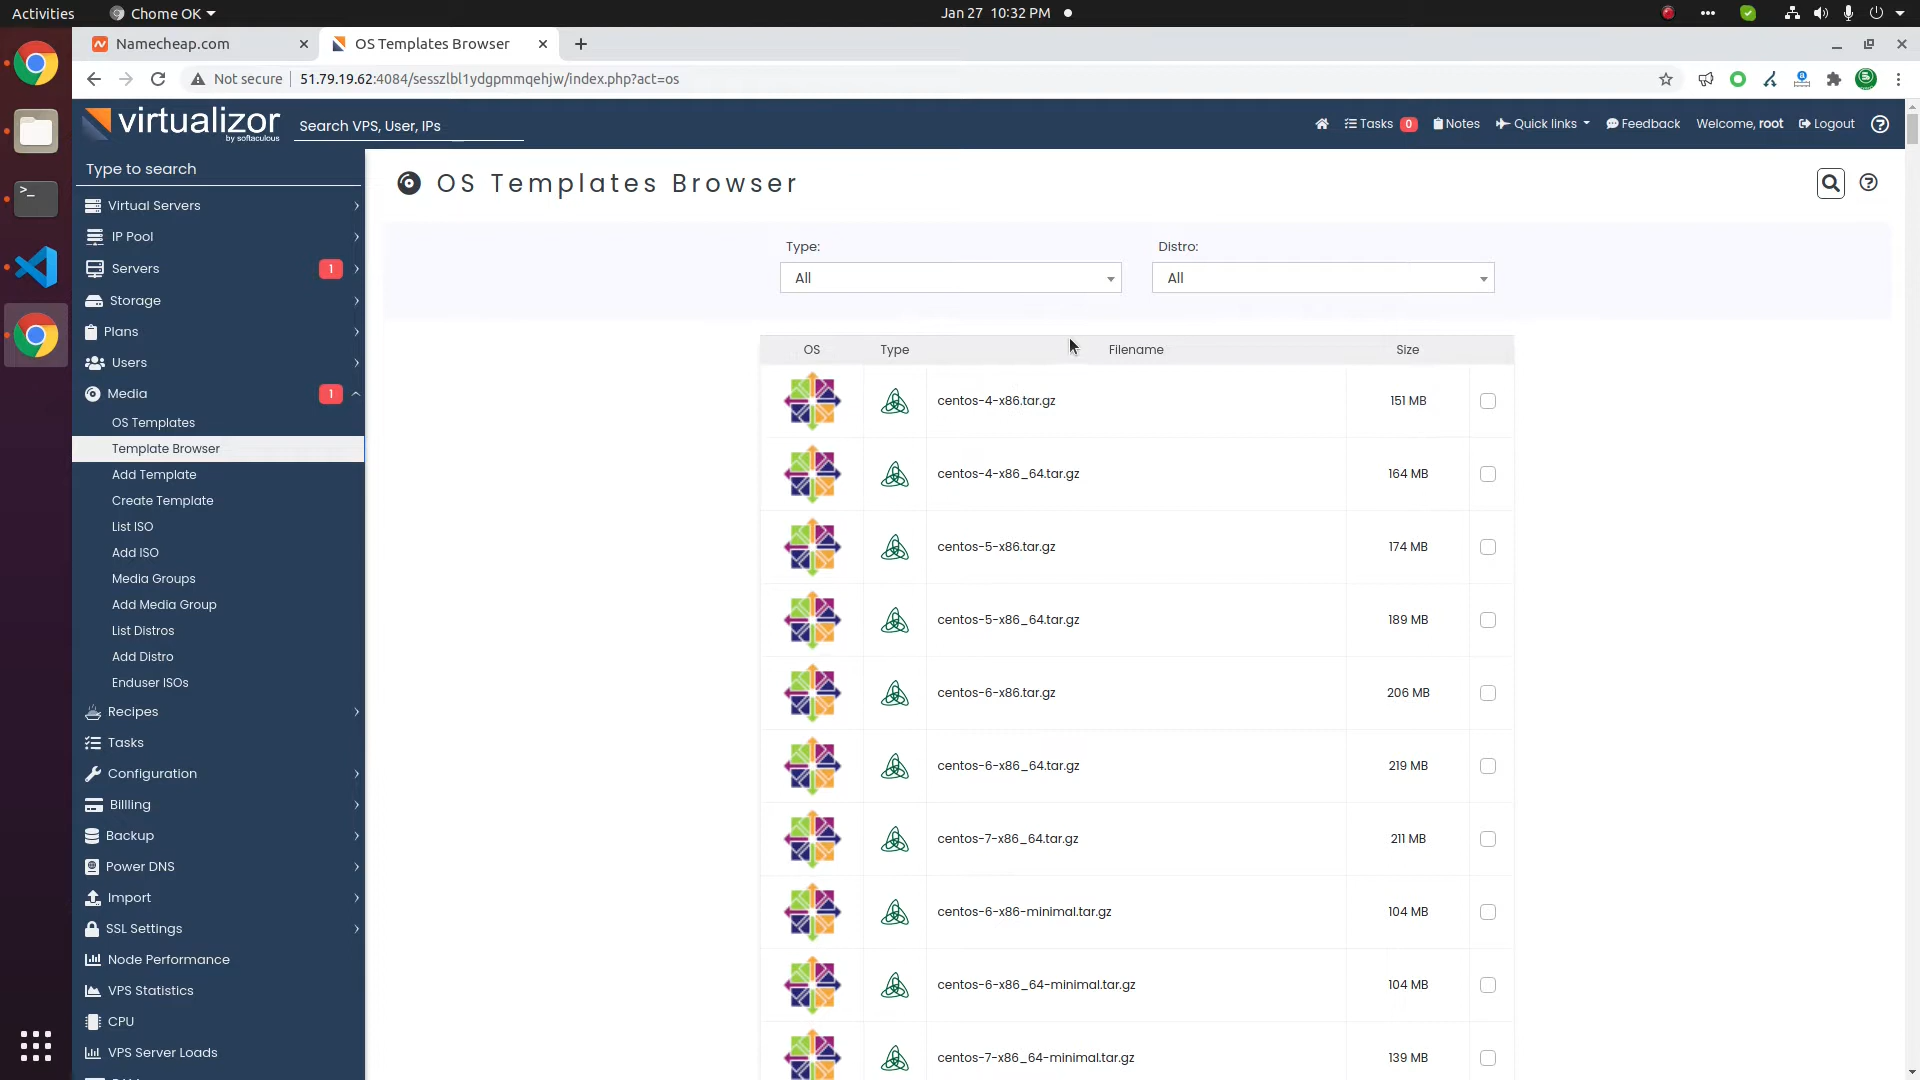 Activities
Chome OK
Jan 27 10:32 PM
Namecheap.com
OS Templates Browser
Not secure
51.79.19.62:4084/sesszlbl1ydgpmmqehjw/index.php?act=os
virtualizor
by softaculous
Search VPS, User, IPs
Tasks 0
Notes
Quick links
Feedback
Welcome, root
Logout
Type to search
Virtual Servers
IP Pool
Servers 1
Storage
Plans
Users
Media 1
OS Templates
Template Browser
Add Template
Create Template
List ISO
Add ISO
Media Groups
Add Media Group
List Distros
Add Distro
Enduser ISOs
Recipes
Tasks
Configuration
Billling
Backup
Power DNS
Import
SSL Settings
Node Performance
VPS Statistics
CPU
VPS Server Loads
OS Templates Browser
Type:
Distro:
All
All
OS Type Filename Size
centos-4-x86.tar.gz 151 MB
centos-4-x86_64.tar.gz 164 MB
centos-5-x86.tar.gz 174 MB
centos-5-x86_64.tar.gz 189 MB
centos-6-x86.tar.gz 206 MB
centos-6-x86_64.tar.gz 219 MB
centos-7-x86_64.tar.gz 211 MB
centos-6-x86-minimal.tar.gz 104 MB
centos-6-x86_64-minimal.tar.gz 104 MB
centos-7-x86_64-minimal.tar.gz 139 MB